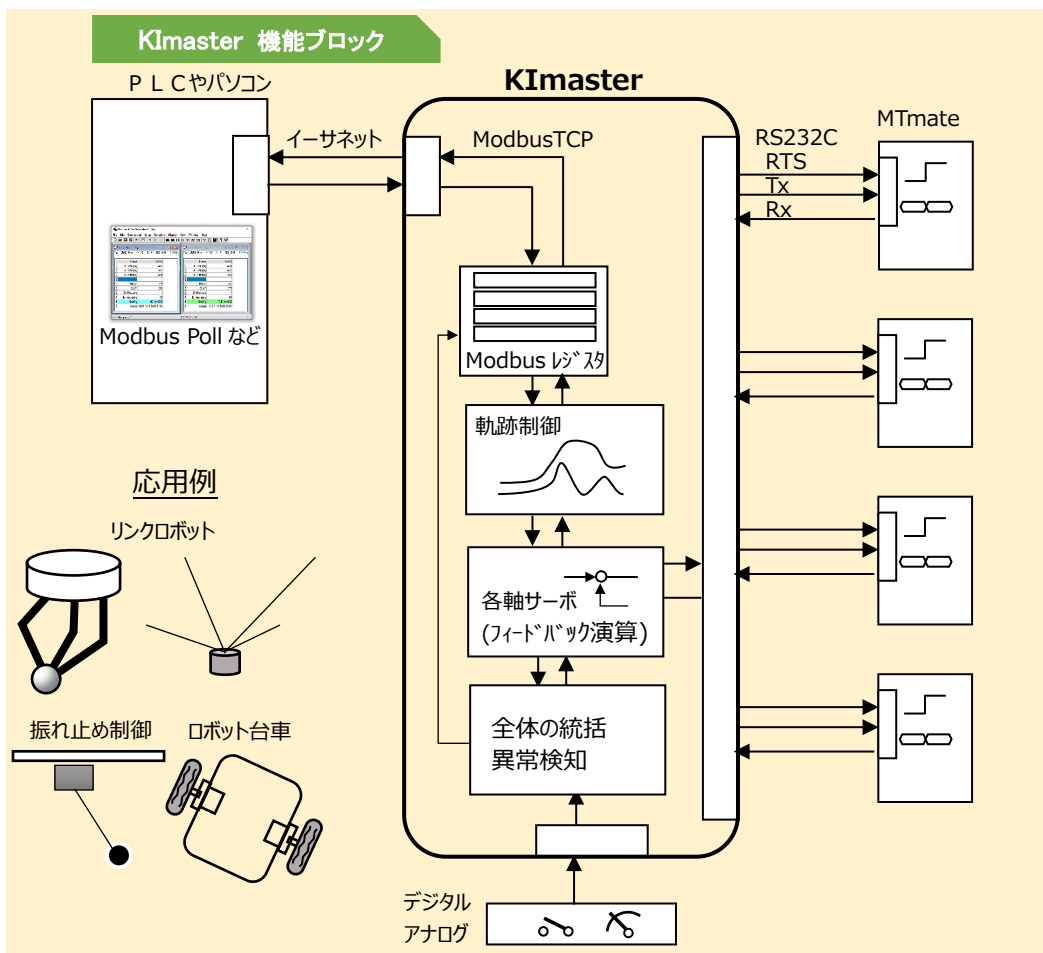 KImaster 機能ブロック
ＰＬＣやパソコン
KImaster
イーサネット
ModbusTCP
RS232C
RTS
Tx
Rx
MTmate
Modbus Poll など
Modbus ﾚｼﾞｽﾀ
軌跡制御
応用例
リンクロボット
各軸サーボ
(ﾌｨｰﾄﾞﾊﾞｯｸ演算)
振れ止め制御
ロボット台車
全体の統括
異常検知
デジタル
アナログ